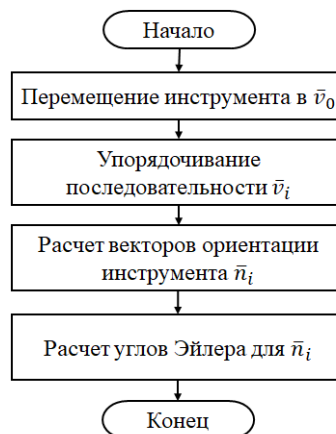 Начало
Перемещение инструмента в v̄₀
Упорядочивание
последовательности v̄ᵢ
Расчет векторов ориентации
инструмента n̄ᵢ
Расчет углов Эйлера для n̄ᵢ
Конец